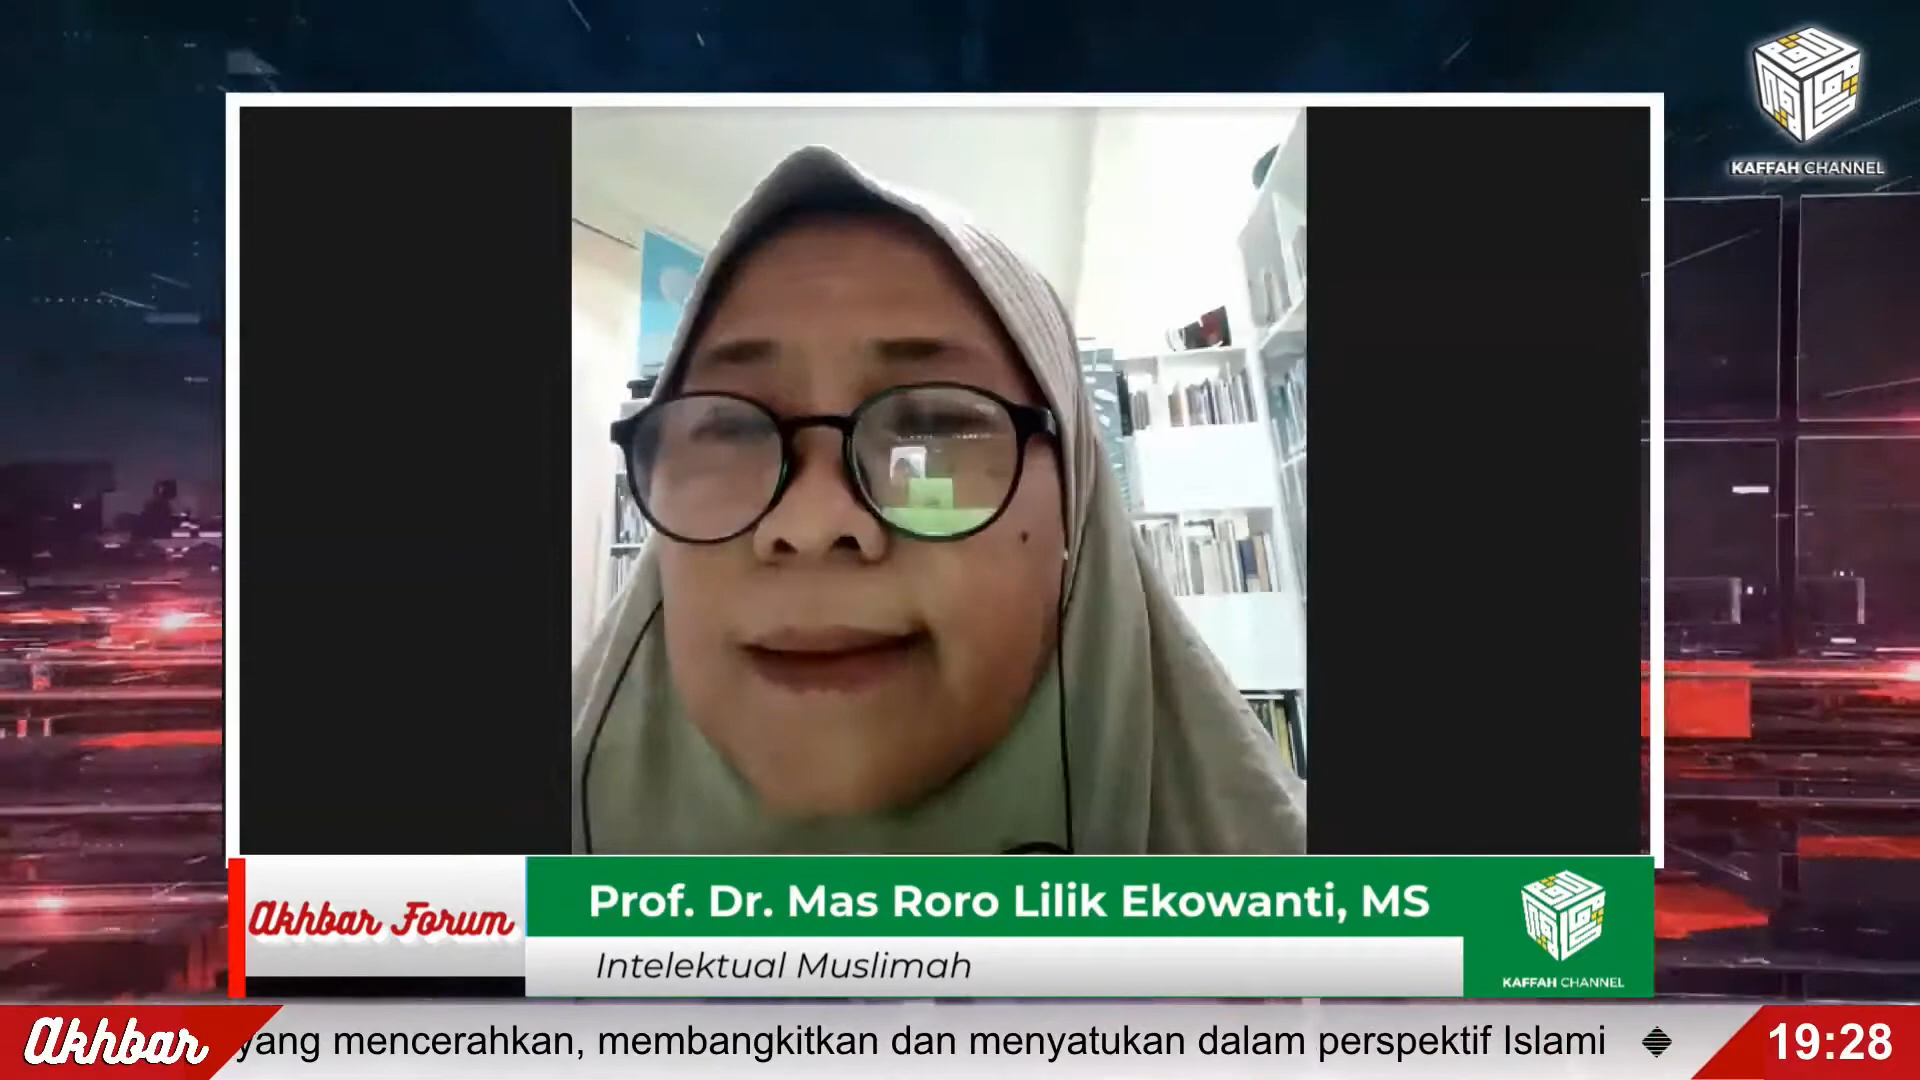 KAFFAH CHANNEL
Akhbar Forum
Prof. Dr. Mas Roro Lilik Ekowanti, MS
Intelektual Muslimah
KAFFAH CHANNEL
Akhbar
yang mencerahkan, membangkitkan dan menyatukan dalam perspektif Islami
19:28